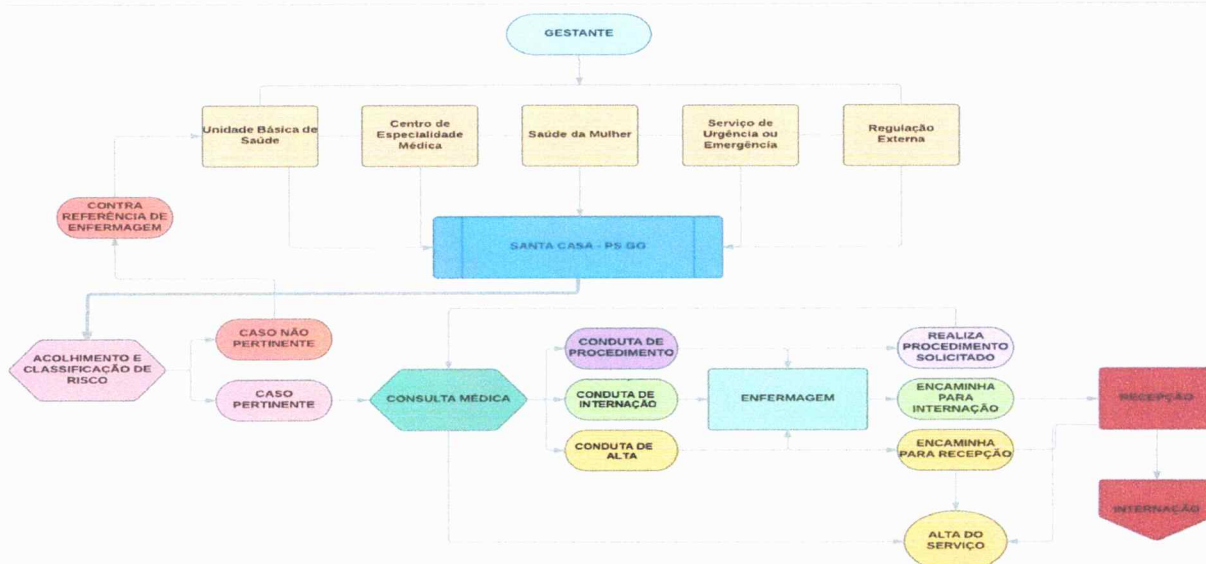 GESTANTE
Unidade Básica de
Saúde
Centro de
Especialidade
Médica
Saúde da Mulher
Serviço de
Urgência ou
Emergência
Regulação
Externa
CONTRA
REFERÊNCIA DE
ENFERMAGEM
SANTA CASA - PS GO
ACOLHIMENTO E
CLASSIFICAÇÃO DE
RISCO
CASO NÃO
PERTINENTE
CASO
PERTINENTE
CONSULTA MÉDICA
CONDUTA DE
PROCEDIMENTO
CONDUTA DE
INTERNAÇÃO
CONDUTA DE
ALTA
ENFERMAGEM
REALIZA
PROCEDIMENTO
SOLICITADO
ENCAMINHA
PARA
INTERNAÇÃO
ENCAMINHA
PARA RECEPÇÃO
RECEPÇÃO
INTERNAÇÃO
ALTA DO
SERVIÇO